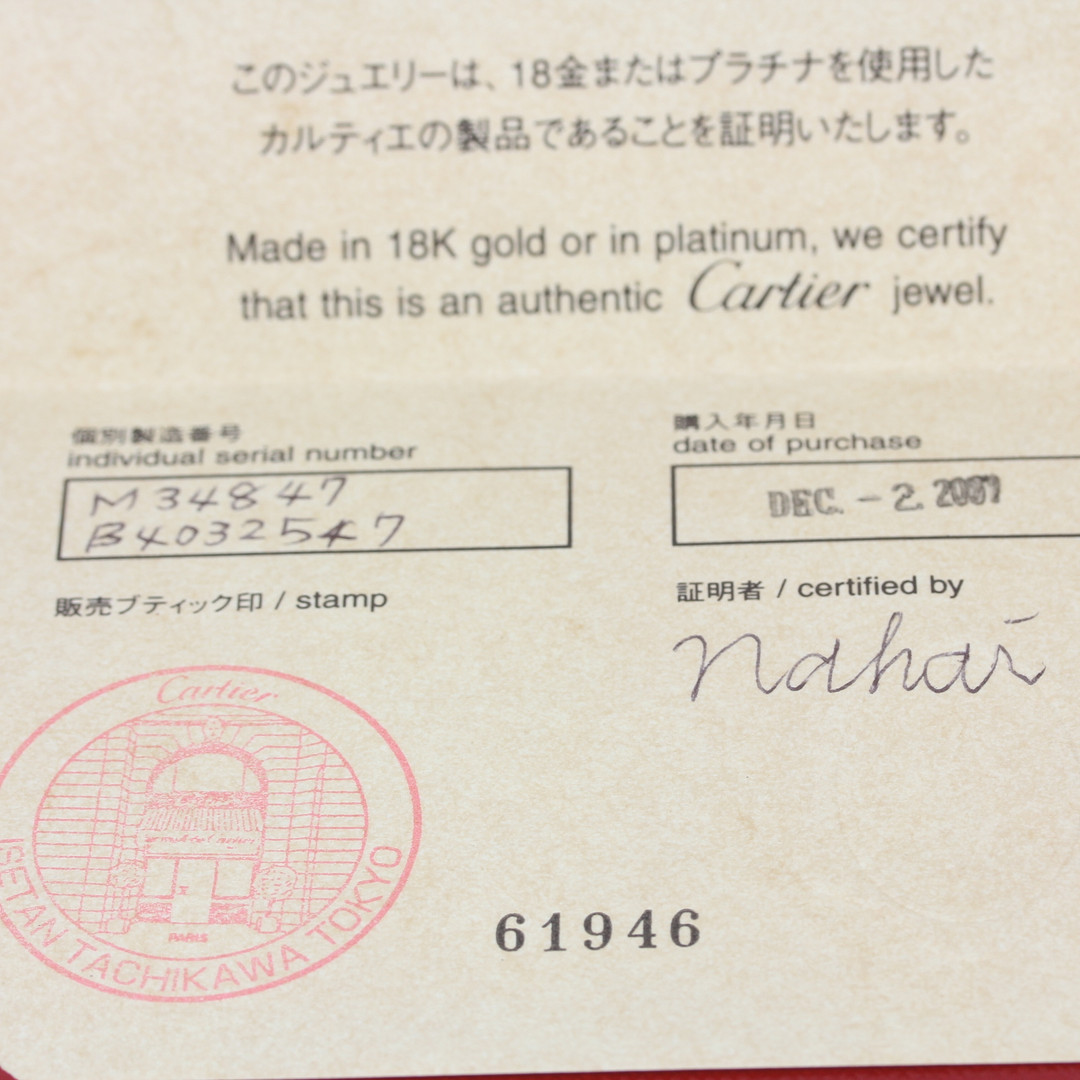 このジュエリーは、18金またはプラチナを使用した
カルティエの製品であることを証明いたします。
Made in 18K gold or in platinum, we certify
that this is an authentic Cartier jewel.
個別製造番号
individual serial number
M34847
B4032547
購入年月日
date of purchase
DEC. - 2. 2007
販売ブティック印 / stamp
証明者 / certified by
Cartier
PARIS
ISETAN TACHIKAWA TOKYO
61946